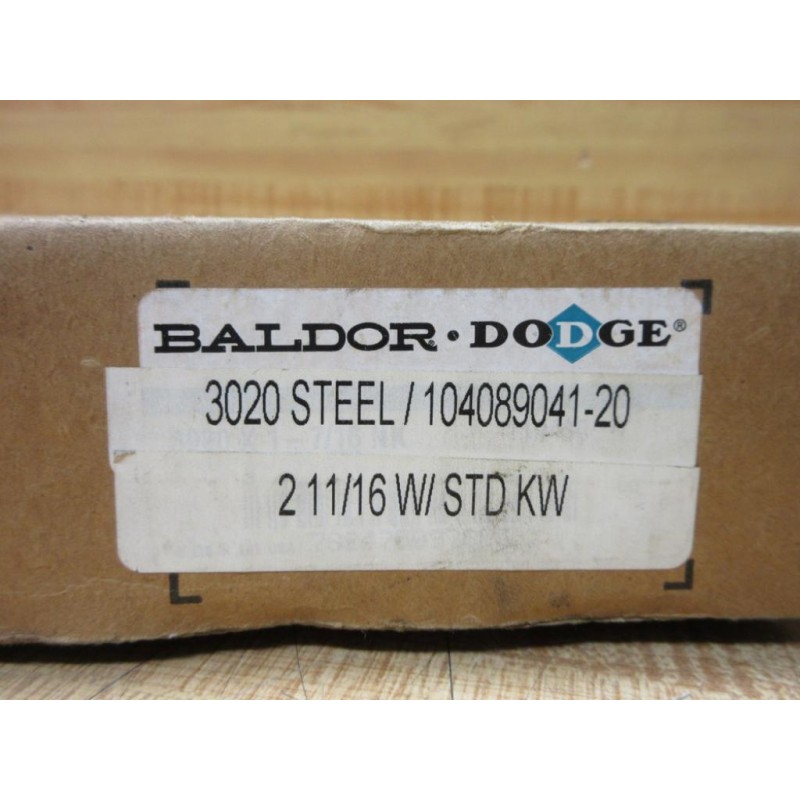 BALDOR · DODGE®
3020 STEEL / 104089041-20
2 11/16 W/ STD KW